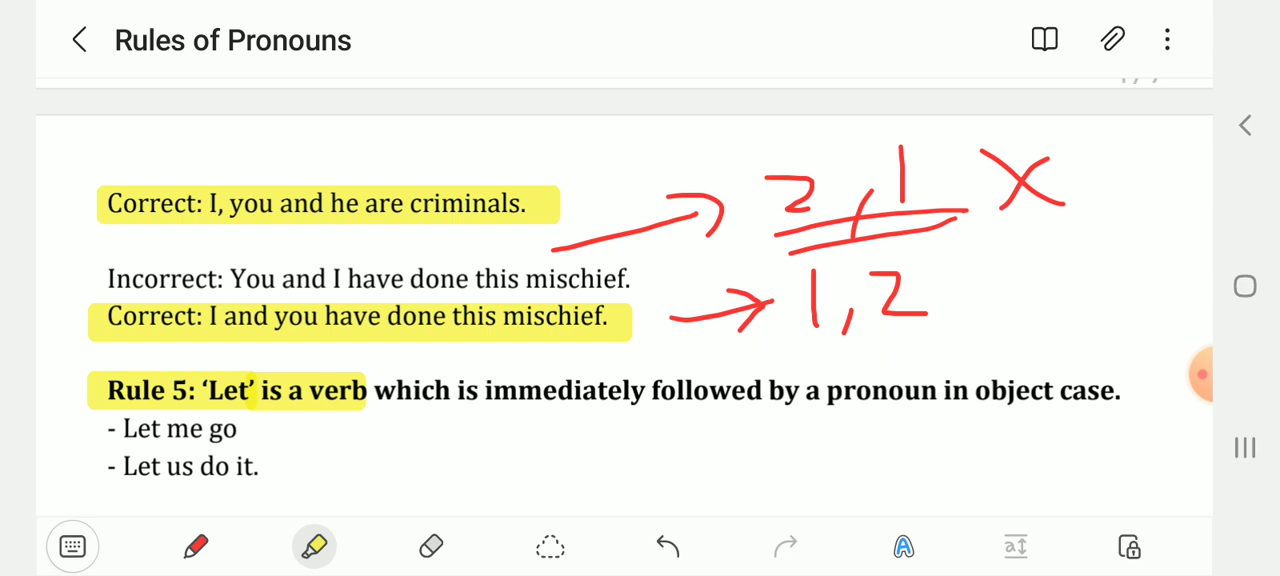 Rules of Pronouns
Correct: I, you and he are criminals.
2, 1 X
Incorrect: You and I have done this mischief.
Correct: I and you have done this mischief.
1, 2
Rule 5: ‘Let’ is a verb which is immediately followed by a pronoun in object case.
- Let me go
- Let us do it.